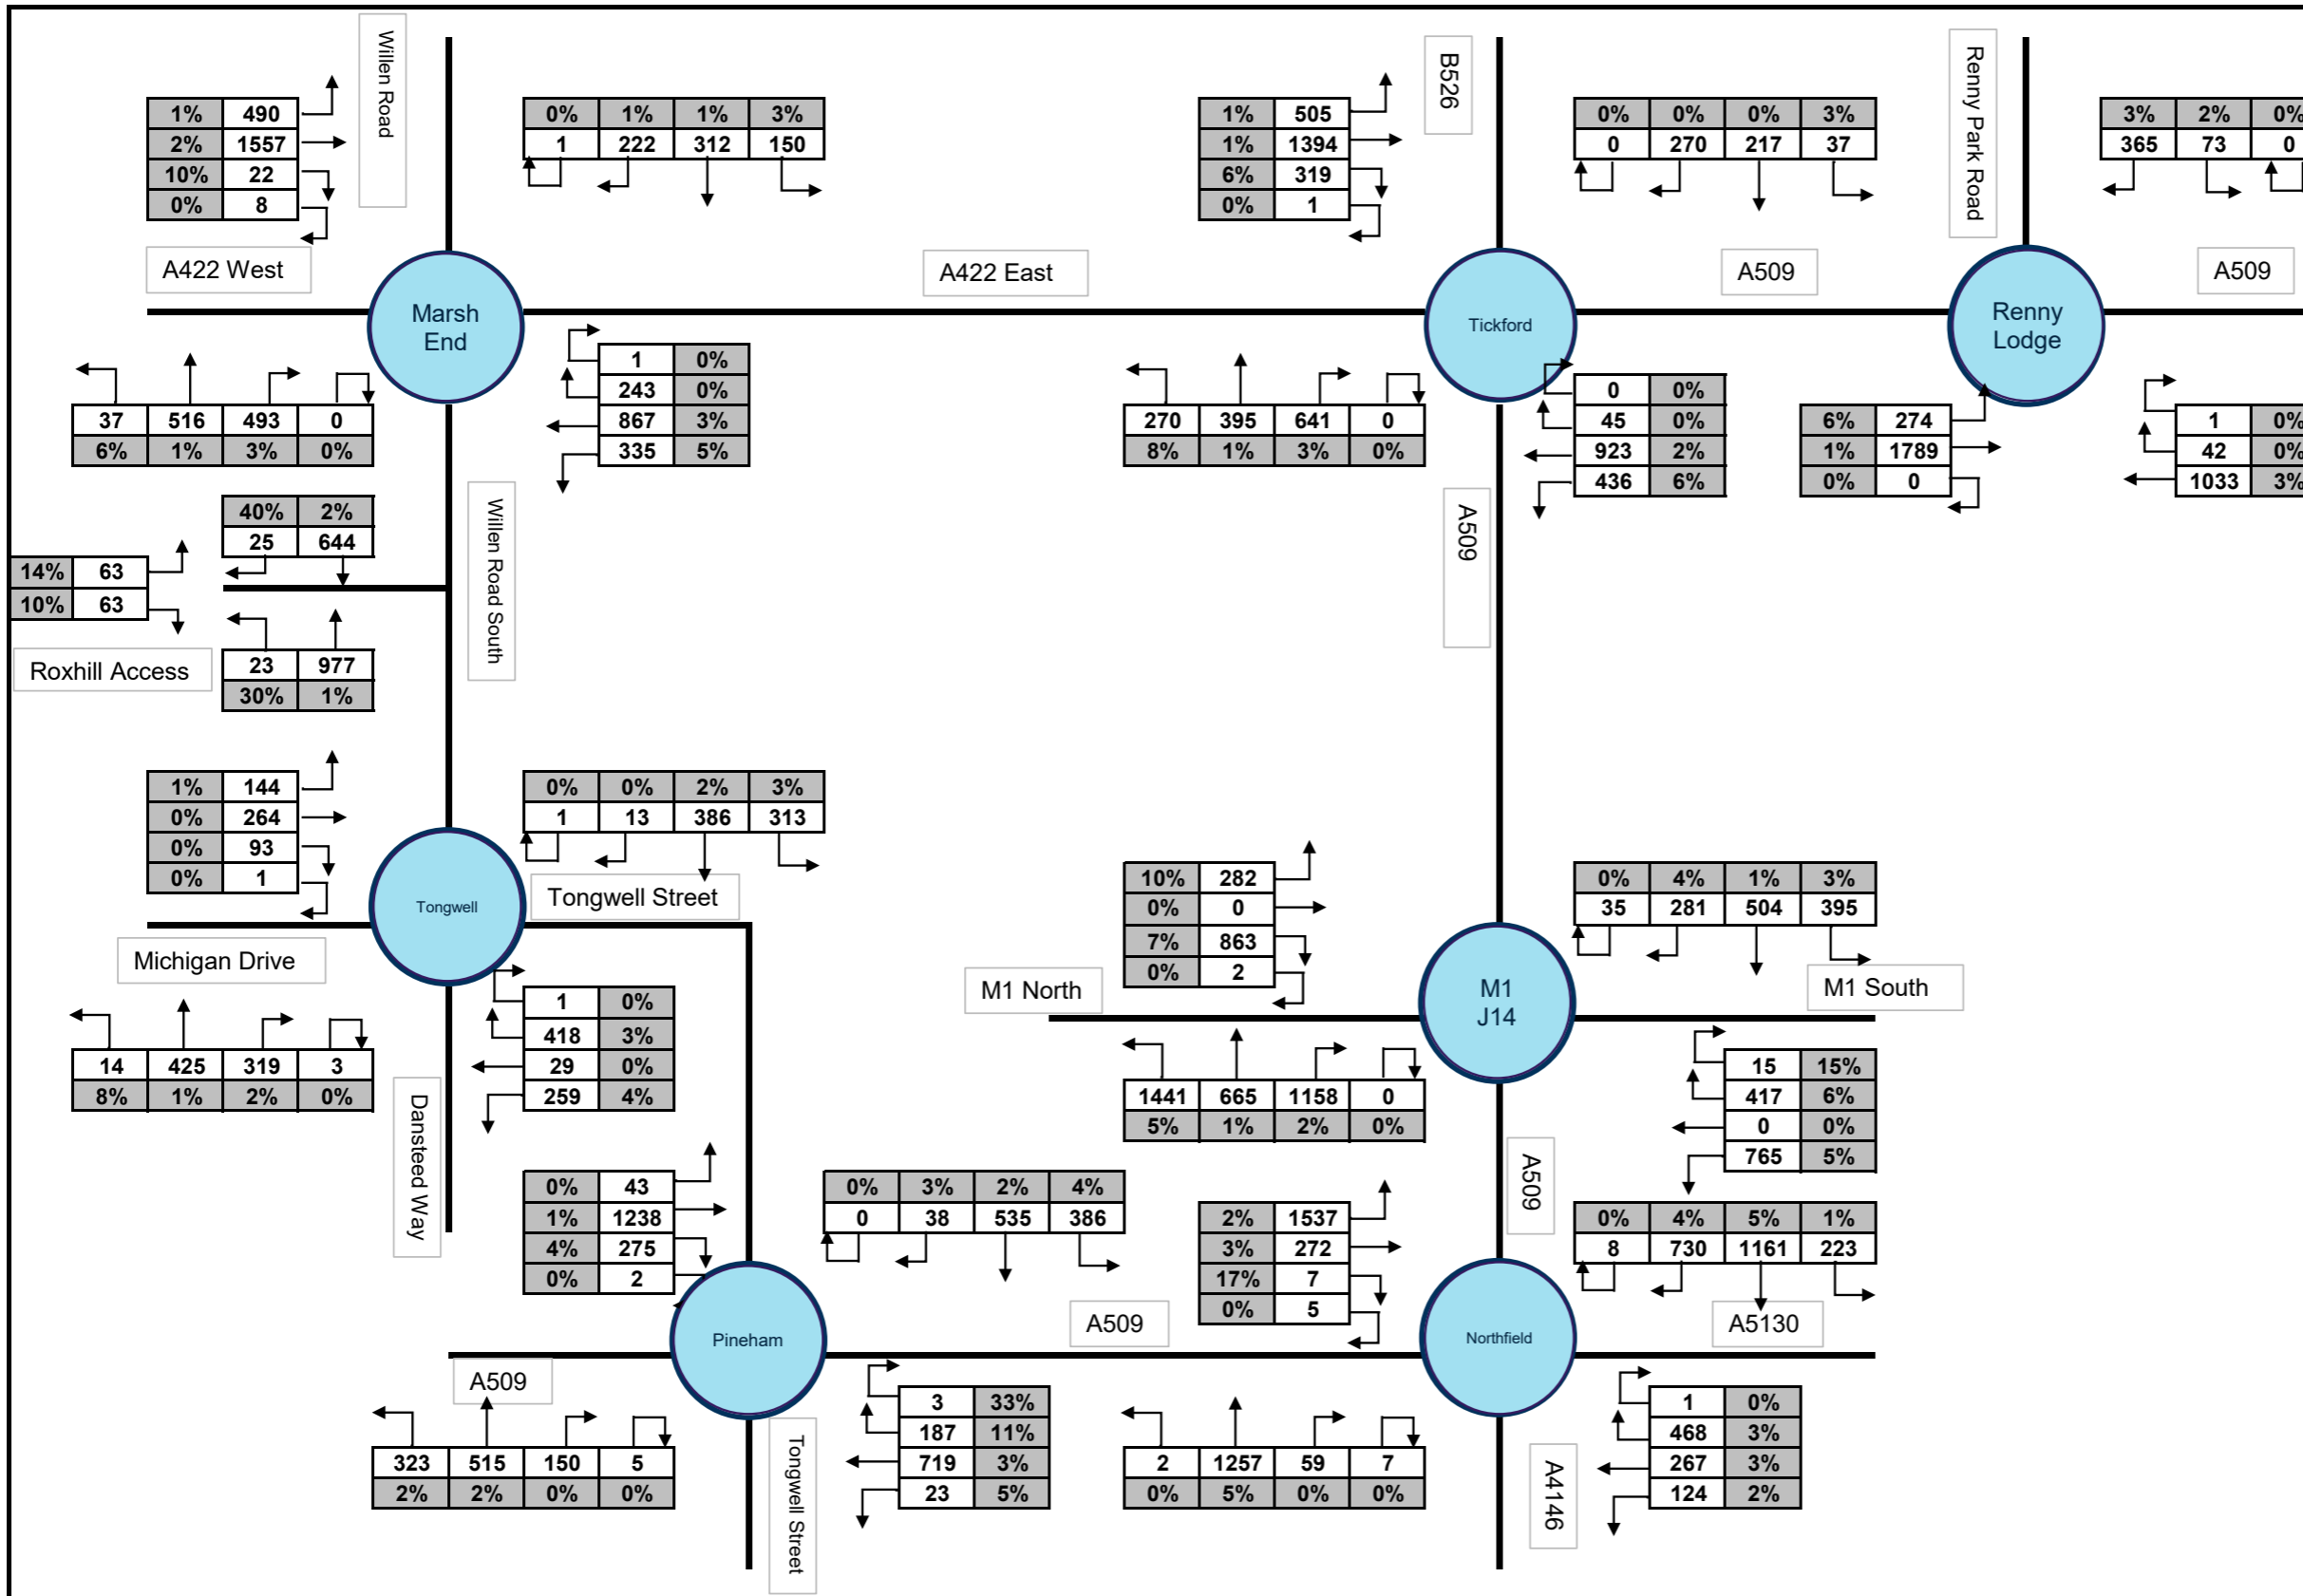 Willen Road
1% 490
2% 1557
10% 22
0% 8
0% 1% 1% 3%
1 222 312 150
1% 505
1% 1394
6% 319
0% 1
B526
0% 0% 0% 3%
0 270 217 37
Renny Park Road
3% 2% 0%
365 73 0
A422 West
A422 East
A509
A509
Marsh
End
Tickford
Renny
Lodge
37 516 493 0
6% 1% 3% 0%
1 0%
243 0%
867 3%
335 5%
270 395 641 0
8% 1% 3% 0%
0 0%
45 0%
923 2%
436 6%
6% 274
1% 1789
0% 0
1 0%
42 0%
1033 3%
40% 2%
25 644
Willen Road South
A509
14% 63
10% 63
Roxhill Access
23 977
30% 1%
1% 144
0% 264
0% 93
0% 1
0% 0% 2% 3%
1 13 386 313
Tongwell
Tongwell Street
Michigan Drive
10% 282
0% 0
7% 863
0% 2
0% 4% 1% 3%
35 281 504 395
M1 North
M1
J14
M1 South
14 425 319 3
8% 1% 2% 0%
Dansteed Way
1 0%
418 3%
29 0%
259 4%
1441 665 1158 0
5% 1% 2% 0%
15 15%
417 6%
0 0%
765 5%
0% 43
1% 1238
4% 275
0% 2
0% 3% 2% 4%
0 38 535 386
2% 1537
3% 272
17% 7
0% 5
A509
0% 4% 5% 1%
8 730 1161 223
Pineham
A509
Northfield
A5130
A509
323 515 150 5
2% 2% 0% 0%
Tongwell Street
3 33%
187 11%
719 3%
23 5%
2 1257 59 7
0% 5% 0% 0%
A4146
1 0%
468 3%
267 3%
124 2%